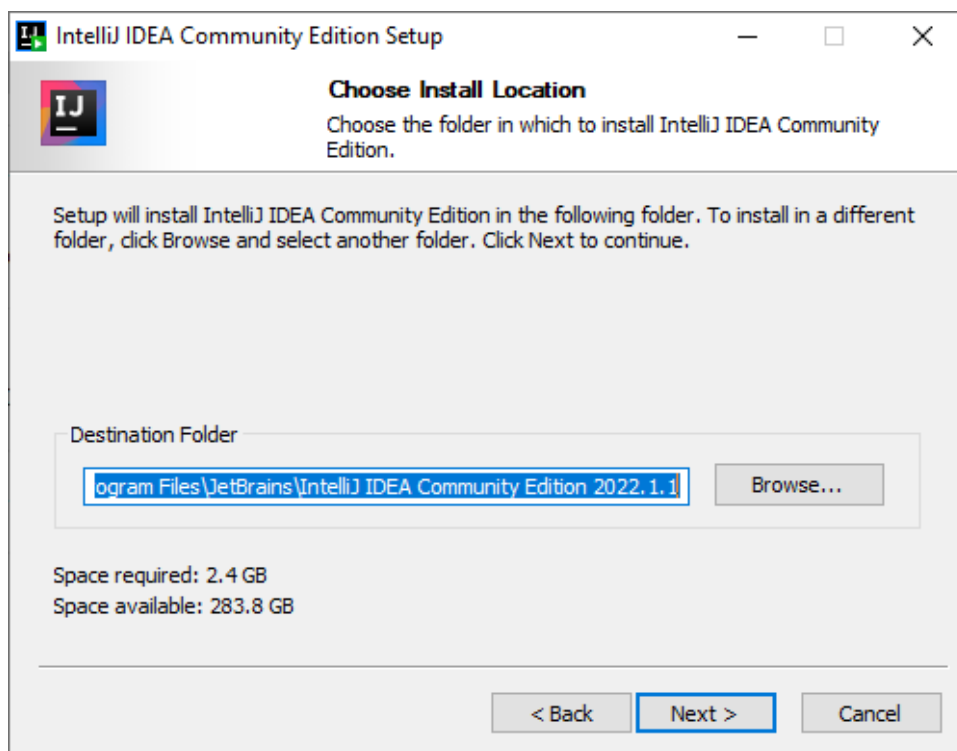 IntelliJ IDEA Community Edition Setup
IJ
Choose Install Location
Choose the folder in which to install IntelliJ IDEA Community
Edition.
Setup will install IntelliJ IDEA Community Edition in the following folder. To install in a different
folder, click Browse and select another folder. Click Next to continue.
Destination Folder
ogram Files\JetBrains\IntelliJ IDEA Community Edition 2022.1.1
Browse...
Space required: 2.4 GB
Space available: 283.8 GB
< Back
Next >
Cancel